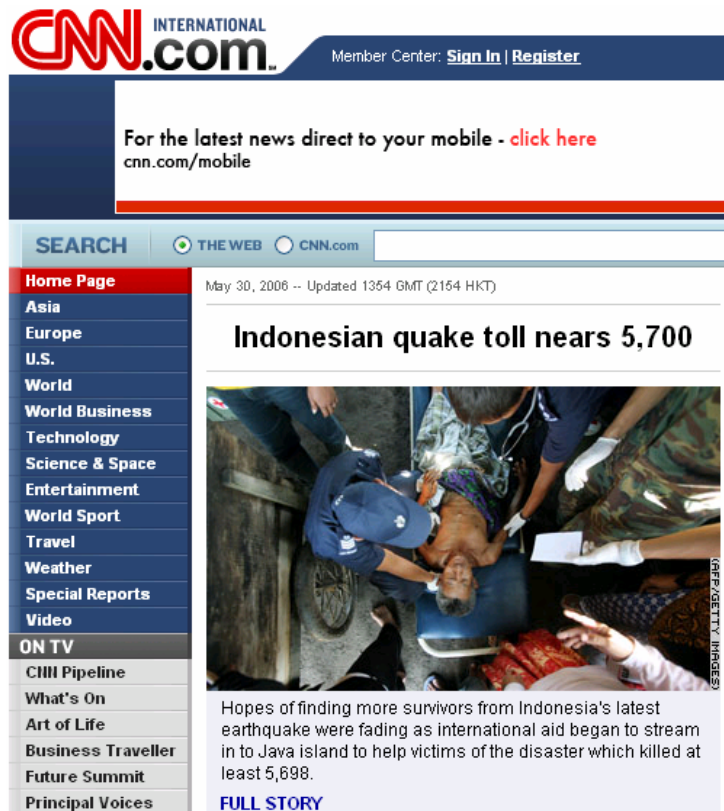 CNN.com INTERNATIONAL
Member Center: Sign In | Register
For the latest news direct to your mobile - click here
cnn.com/mobile
SEARCH THE WEB CNN.com
Home Page
Asia
Europe
U.S.
World
World Business
Technology
Science & Space
Entertainment
World Sport
Travel
Weather
Special Reports
Video
ON TV
CNN Pipeline
What's On
Art of Life
Business Traveller
Future Summit
Principal Voices
May 30, 2006 -- Updated 1354 GMT (2154 HKT)
Indonesian quake toll nears 5,700
(AFP/GETTY IMAGES)
Hopes of finding more survivors from Indonesia's latest
earthquake were fading as international aid began to stream
in to Java island to help victims of the disaster which killed at
least 5,698.
FULL STORY